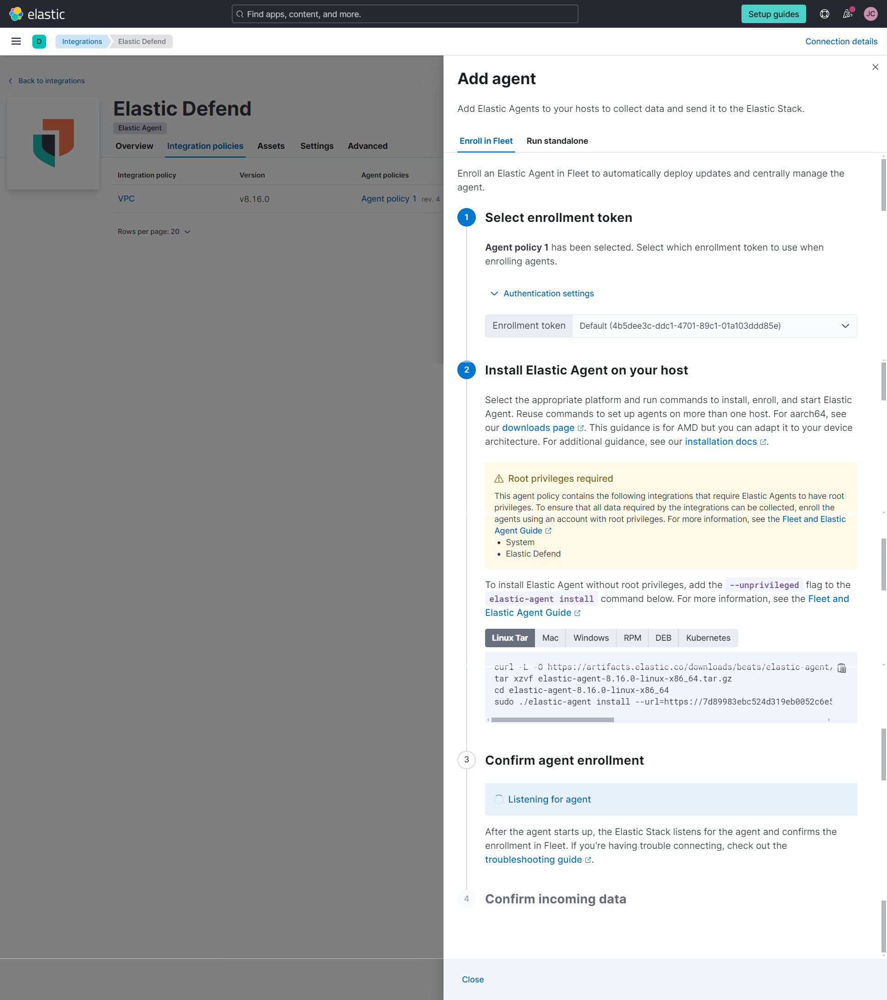 elastic
Find apps, content, and more.
Setup guides
JC
D
Integrations
Elastic Defend
Connection details
Back to integrations
Elastic Defend
Elastic Agent
Overview
Integration policies
Assets
Settings
Advanced
Integration policy
Version
Agent policies
VPC
v8.16.0
Agent policy 1 rev. 4
Rows per page: 20
Add agent
Add Elastic Agents to your hosts to collect data and send it to the Elastic Stack.
Enroll in Fleet
Run standalone
Enroll an Elastic Agent in Fleet to automatically deploy updates and centrally manage the
agent.
1
Select enrollment token
Agent policy 1 has been selected. Select which enrollment token to use when
enrolling agents.
Authentication settings
Enrollment token
Default (4b5dee3c-ddc1-4701-89c1-01a103ddd85e)
2
Install Elastic Agent on your host
Select the appropriate platform and run commands to install, enroll, and start Elastic
Agent. Reuse commands to set up agents on more than one host. For aarch64, see
our downloads page. This guidance is for AMD but you can adapt it to your device
architecture. For additional guidance, see our installation docs.
Root privileges required
This agent policy contains the following integrations that require Elastic Agents to have root
privileges. To ensure that all data required by the integrations can be collected, enroll the
agents using an account with root privileges. For more information, see the Fleet and Elastic
Agent Guide
• System
• Elastic Defend
To install Elastic Agent without root privileges, add the --unprivileged flag to the
elastic-agent install command below. For more information, see the Fleet and
Elastic Agent Guide
Linux Tar
Mac
Windows
RPM
DEB
Kubernetes
curl -L -O https://artifacts.elastic.co/downloads/beats/elastic-agent/
tar xzvf elastic-agent-8.16.0-linux-x86_64.tar.gz
cd elastic-agent-8.16.0-linux-x86_64
sudo ./elastic-agent install --url=https://7d89983ebc524d319eb0052c6e5
3
Confirm agent enrollment
Listening for agent
After the agent starts up, the Elastic Stack listens for the agent and confirms the
enrollment in Fleet. If you're having trouble connecting, check out the
troubleshooting guide.
4
Confirm incoming data
Close